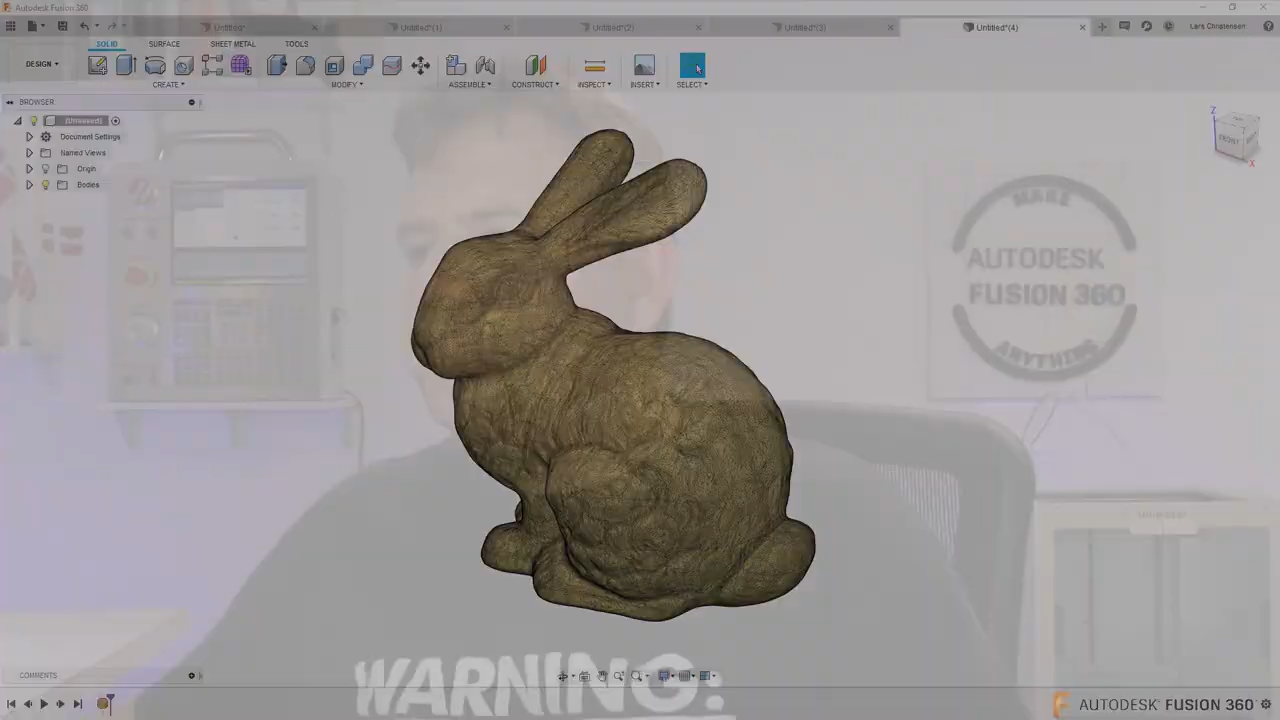 Autodesk Fusion 360
Untitled* Untitled*(1) Untitled*(2) Untitled*(3) Untitled*(4) Lars Christensen
SOLID SURFACE SHEET METAL TOOLS
DESIGN
CREATE MODIFY ASSEMBLE CONSTRUCT INSPECT INSERT SELECT
BROWSER
(Unsaved)
Document Settings
Named Views
Origin
Bodies
Z
FRONT
X
MAKE
AUTODESK
FUSION 360
ANYTHING
COMMENTS
WARNING:
AUTODESK® FUSION 360°